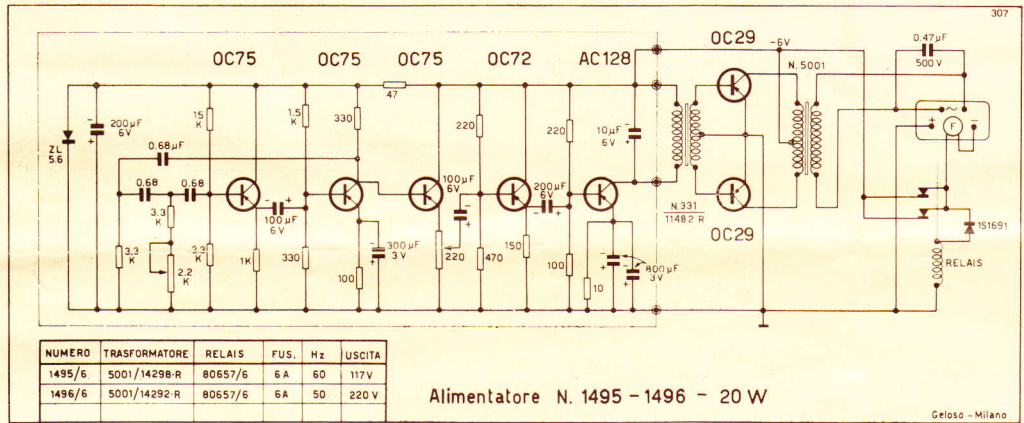 307
OC75 OC75 OC75 OC72 AC128 OC29
-6V
N. 5001
0.47µF
500 V
47
200µF
6V
ZL
5.6
15
K
1.5
K
330
220
220
10µF
6V
0.68µF
0.68 0.68
100µF
6V
200µF
6V
100µF
6V
N.331
11482 R
OC29
+ ~ F -
3.3
K
3.3
K
3.3
K
2.2
K
1K
330
300µF
3V
100
220
470
150
100
10
800µF
3V
1S1691
RELAIS
NUMERO TRASFORMATORE RELAIS FUS. Hz USCITA
1495/6 5001/14298-R 80657/6 6A 60 117V
1496/6 5001/14292-R 80657/6 6A 50 220 V
Alimentatore N. 1495 - 1496 - 20 W
Geloso - Milano